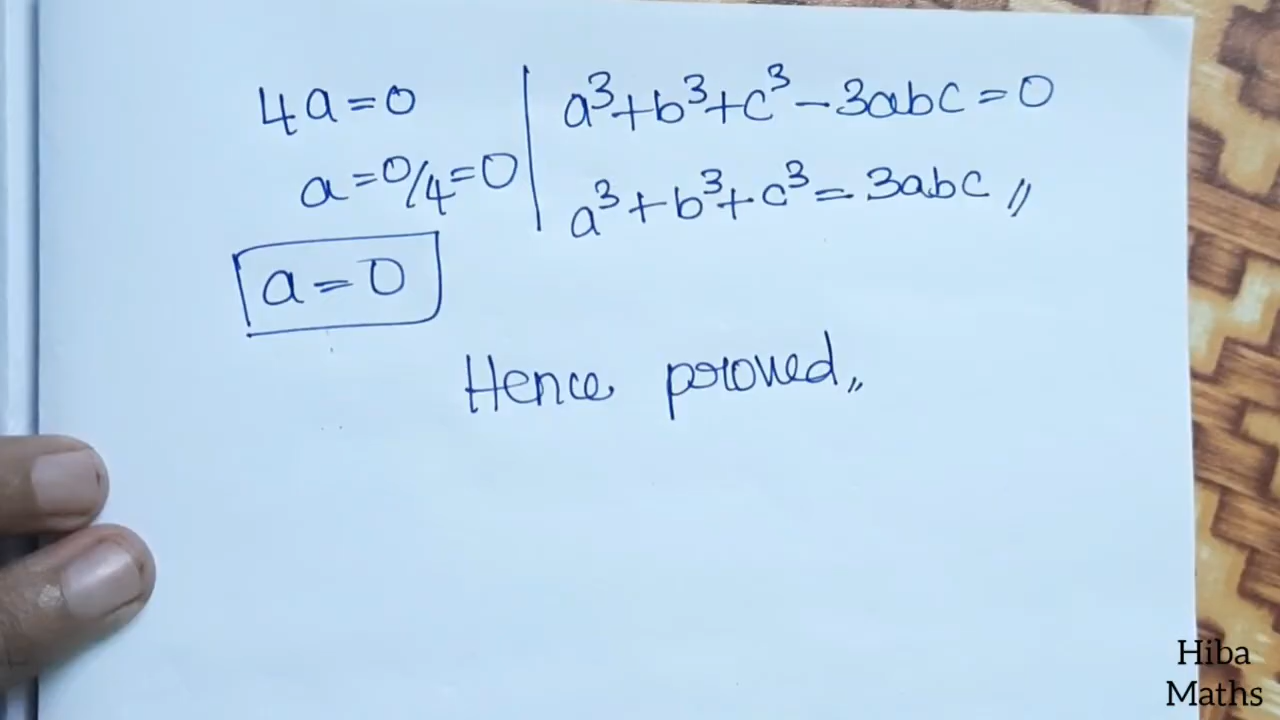 4a=0
a=0/4=0
a=0
a³+b³+c³-3abc=0
a³+b³+c³=3abc //
Hence proved //
Hiba
Maths